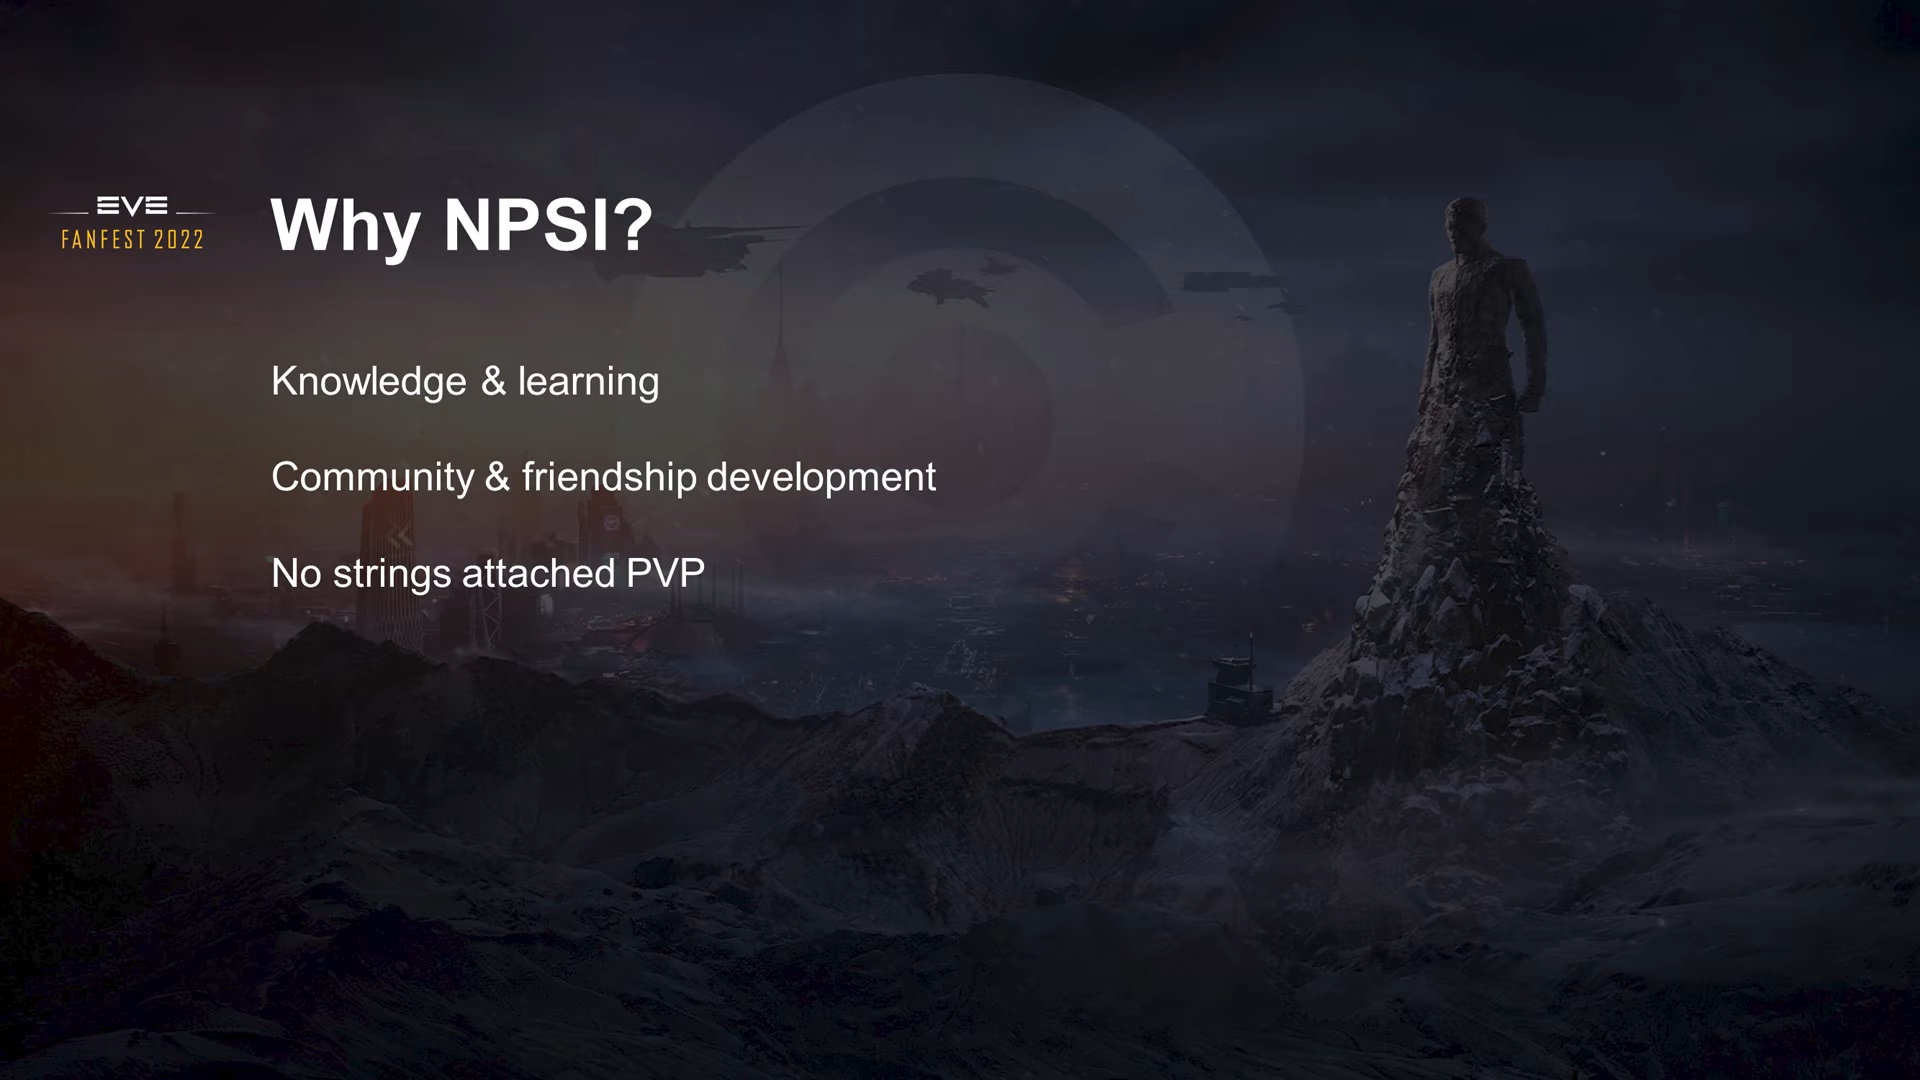 EVE
FANFEST 2022
Why NPSI?
Knowledge & learning
Community & friendship development
No strings attached PVP